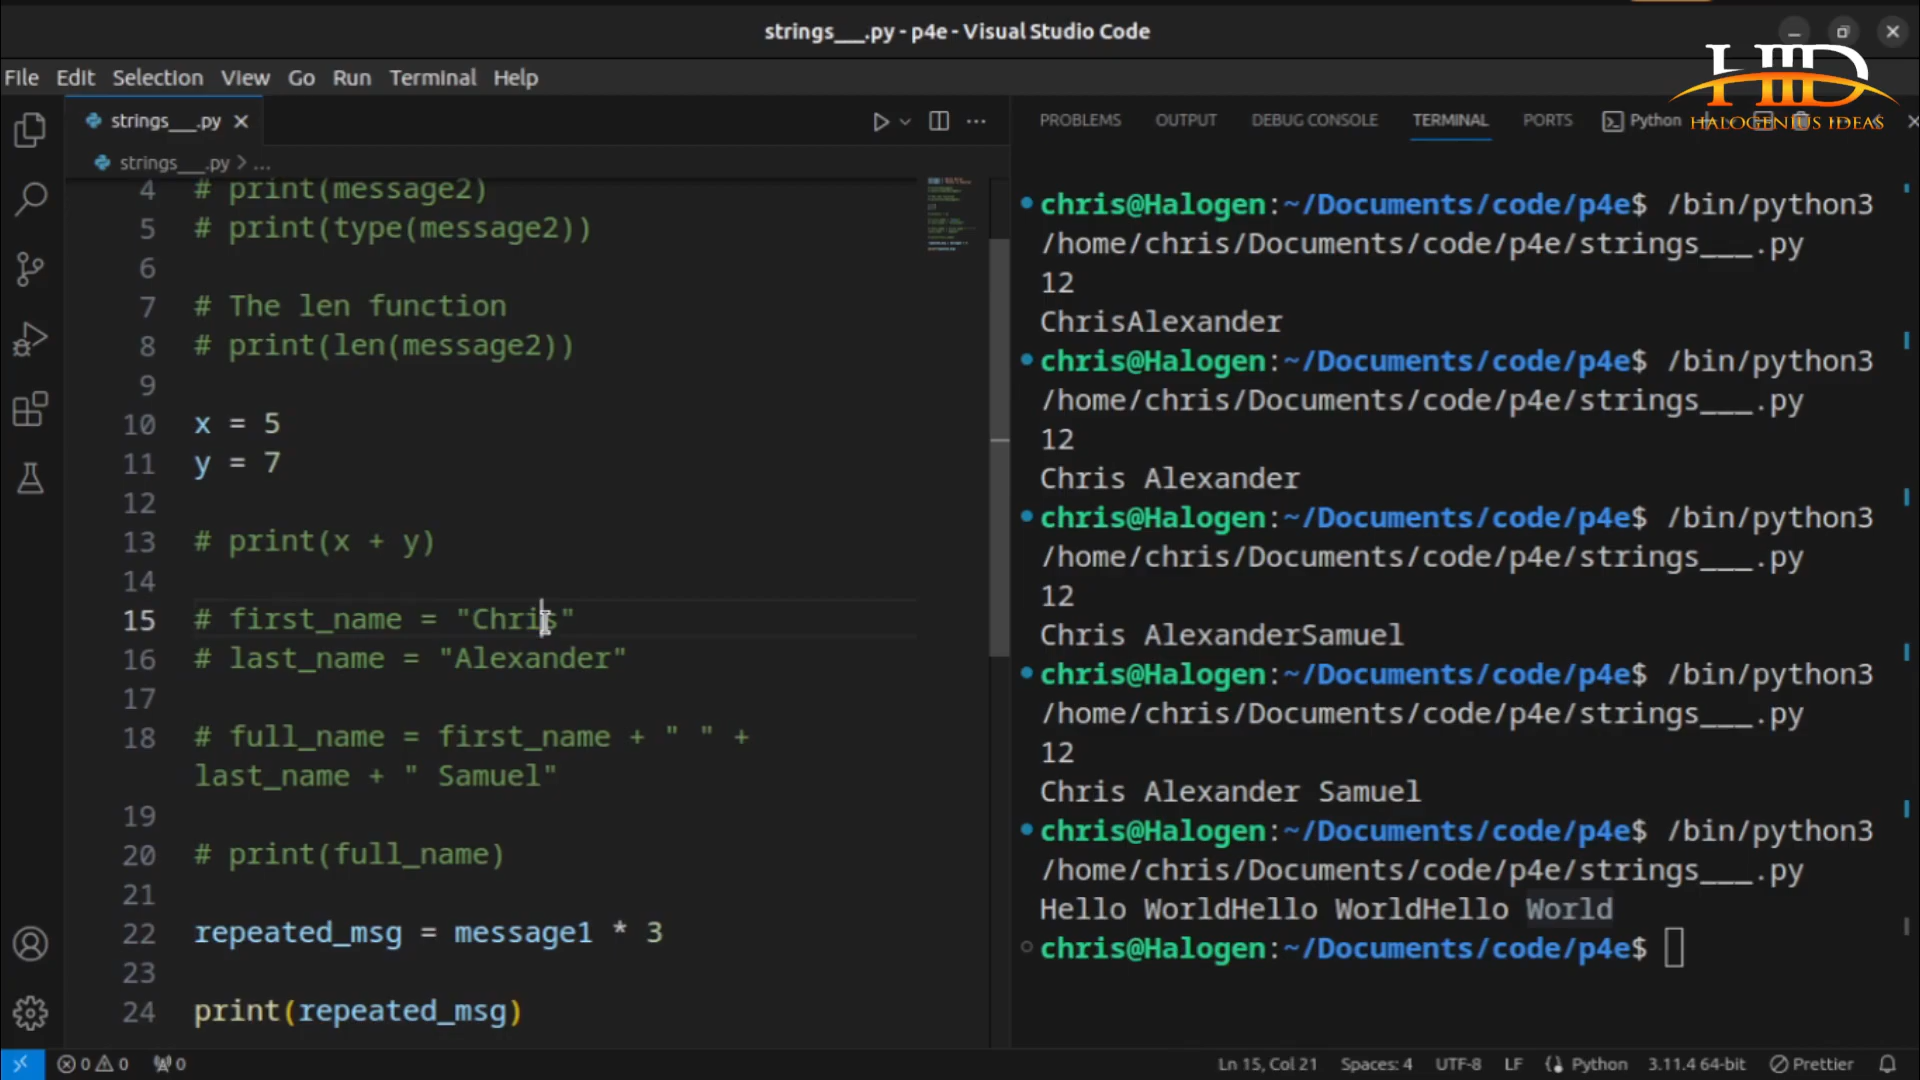 strings___.py - p4e - Visual Studio Code
File Edit Selection View Go Run Terminal Help
HID
HALOGENIUS IDEAS
strings___.py
strings___.py > ...
PROBLEMS OUTPUT DEBUG CONSOLE TERMINAL PORTS Python
4 # print(message2)
5 # print(type(message2))
6
7 # The len function
8 # print(len(message2))
9
10 x = 5
11 y = 7
12
13 # print(x + y)
14
15 # first_name = "Chris"
16 # last_name = "Alexander"
17
18 # full_name = first_name + " " +
last_name + " Samuel"
19
20 # print(full_name)
21
22 repeated_msg = message1 * 3
23
24 print(repeated_msg)
chris@Halogen:~/Documents/code/p4e$ /bin/python3
/home/chris/Documents/code/p4e/strings___.py
12
ChrisAlexander
chris@Halogen:~/Documents/code/p4e$ /bin/python3
/home/chris/Documents/code/p4e/strings___.py
12
Chris Alexander
chris@Halogen:~/Documents/code/p4e$ /bin/python3
/home/chris/Documents/code/p4e/strings___.py
12
Chris AlexanderSamuel
chris@Halogen:~/Documents/code/p4e$ /bin/python3
/home/chris/Documents/code/p4e/strings___.py
12
Chris Alexander Samuel
chris@Halogen:~/Documents/code/p4e$ /bin/python3
/home/chris/Documents/code/p4e/strings___.py
Hello WorldHello WorldHello World
chris@Halogen:~/Documents/code/p4e$
0 0 0 Ln 15, Col 21 Spaces: 4 UTF-8 LF Python 3.11.4 64-bit Prettier